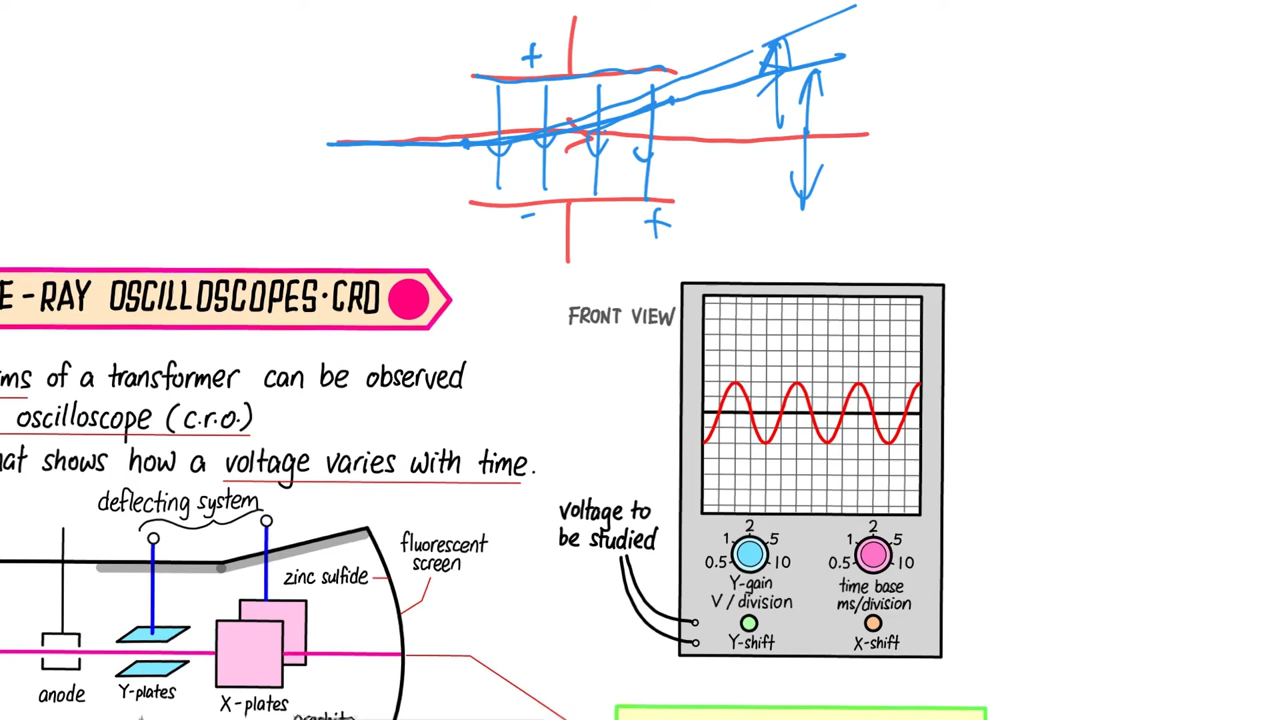 +
-
+
E-RAY OSCILLOSCOPES·CRO
FRONT VIEW
rms of a transformer can be observed
oscilloscope (c.r.o.)
hat shows how a voltage varies with time.
deflecting system
fluorescent
screen
zinc sulfide
anode
Y-plates
X-plates
voltage to
be studied
0.5 1 2 5 10
Y-gain
V/division
Y-shift
0.5 1 2 5 10
time base
ms/division
X-shift